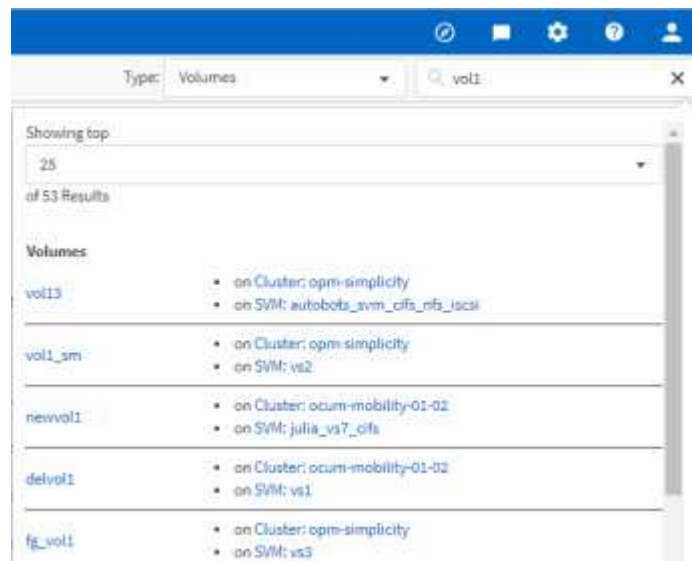 Type: Volumes vol1
Showing top
25
of 53 Results
Volumes
vol13
• on Cluster: opm-simplicity
• on SVM: autobots_svm_cifs_nfs_iscsi
vol1_sm
• on Cluster: opm-simplicity
• on SVM: vs2
newvol1
• on Cluster: ocum-mobility-01-02
• on SVM: julia_vs7_cifs
delvol1
• on Cluster: ocum-mobility-01-02
• on SVM: vs1
fg_vol1
• on Cluster: opm-simplicity
• on SVM: vs3